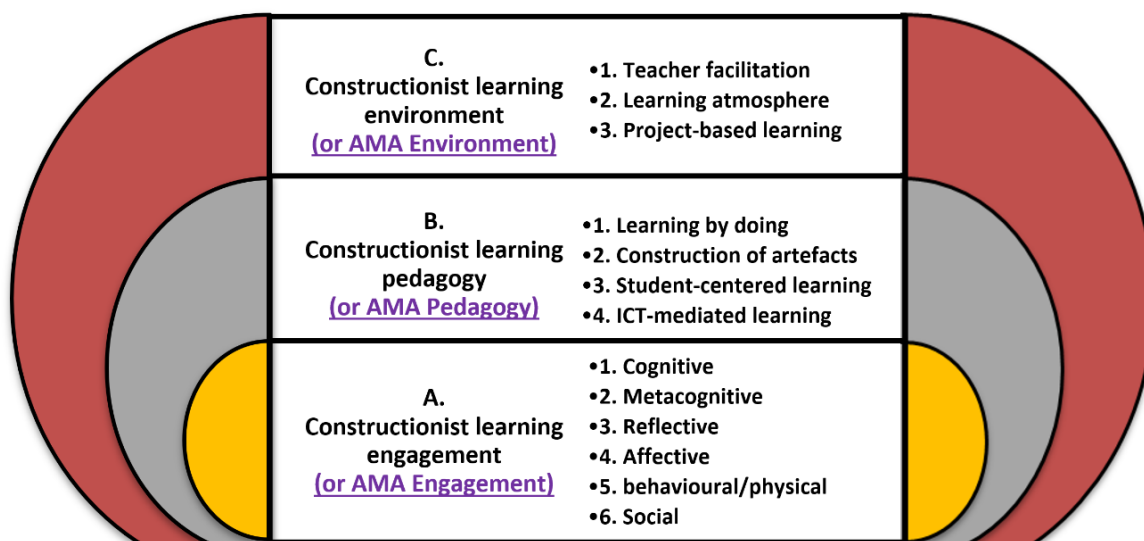 C.
Constructionist learning
environment
(or AMA Environment)
•1. Teacher facilitation
•2. Learning atmosphere
•3. Project-based learning
B.
Constructionist learning
pedagogy
(or AMA Pedagogy)
•1. Learning by doing
•2. Construction of artefacts
•3. Student-centered learning
•4. ICT-mediated learning
A.
Constructionist learning
engagement
(or AMA Engagement)
•1. Cognitive
•2. Metacognitive
•3. Reflective
•4. Affective
•5. behavioural/physical
•6. Social